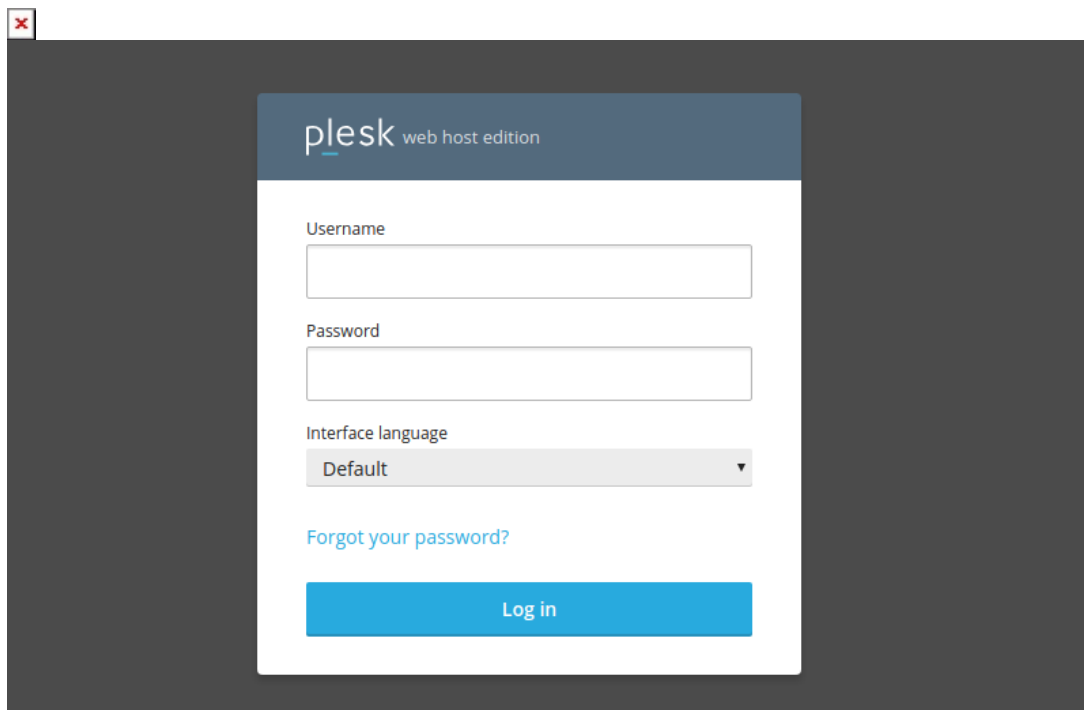 plesk web host edition
Username
Password
Interface language
Default
Forgot your password?
Log in